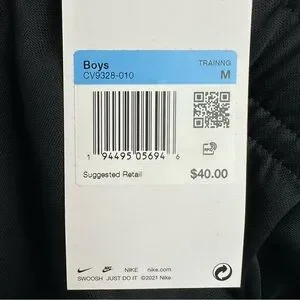 Boys TRAINNG
CV9328-010 M
1 94495 05694 6
Suggested Retail $40.00
NIKE nike.com
SWOOSH JUST DO IT ©2021 Nike